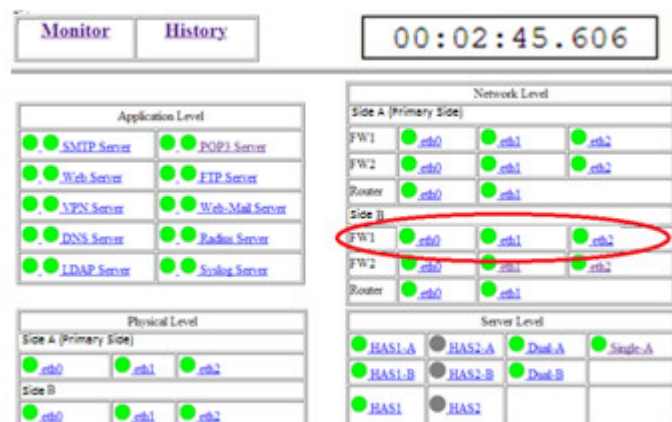 Monitor History
00:02:45.606
Application Level
SMTP Server POP3 Server
Web Server FTP Server
VPN Server Web-Mail Server
DNS Server Radius Server
LDAP Server Syslog Server
Network Level
Side A (Primary Side)
FW1 eth0 eth1 eth2
FW2 eth0 eth1 eth2
Router eth0 eth1
Side B
FW1 eth0 eth1 eth2
FW2 eth0 eth1 eth2
Router eth0 eth1
Physical Level
Side A (Primary Side)
eth0 eth1 eth2
Side B
eth0 eth1 eth2
Server Level
HAS1-A HAS2-A Dual-A Single-A
HAS1-B HAS2-B Dual-B
HAS1 HAS2